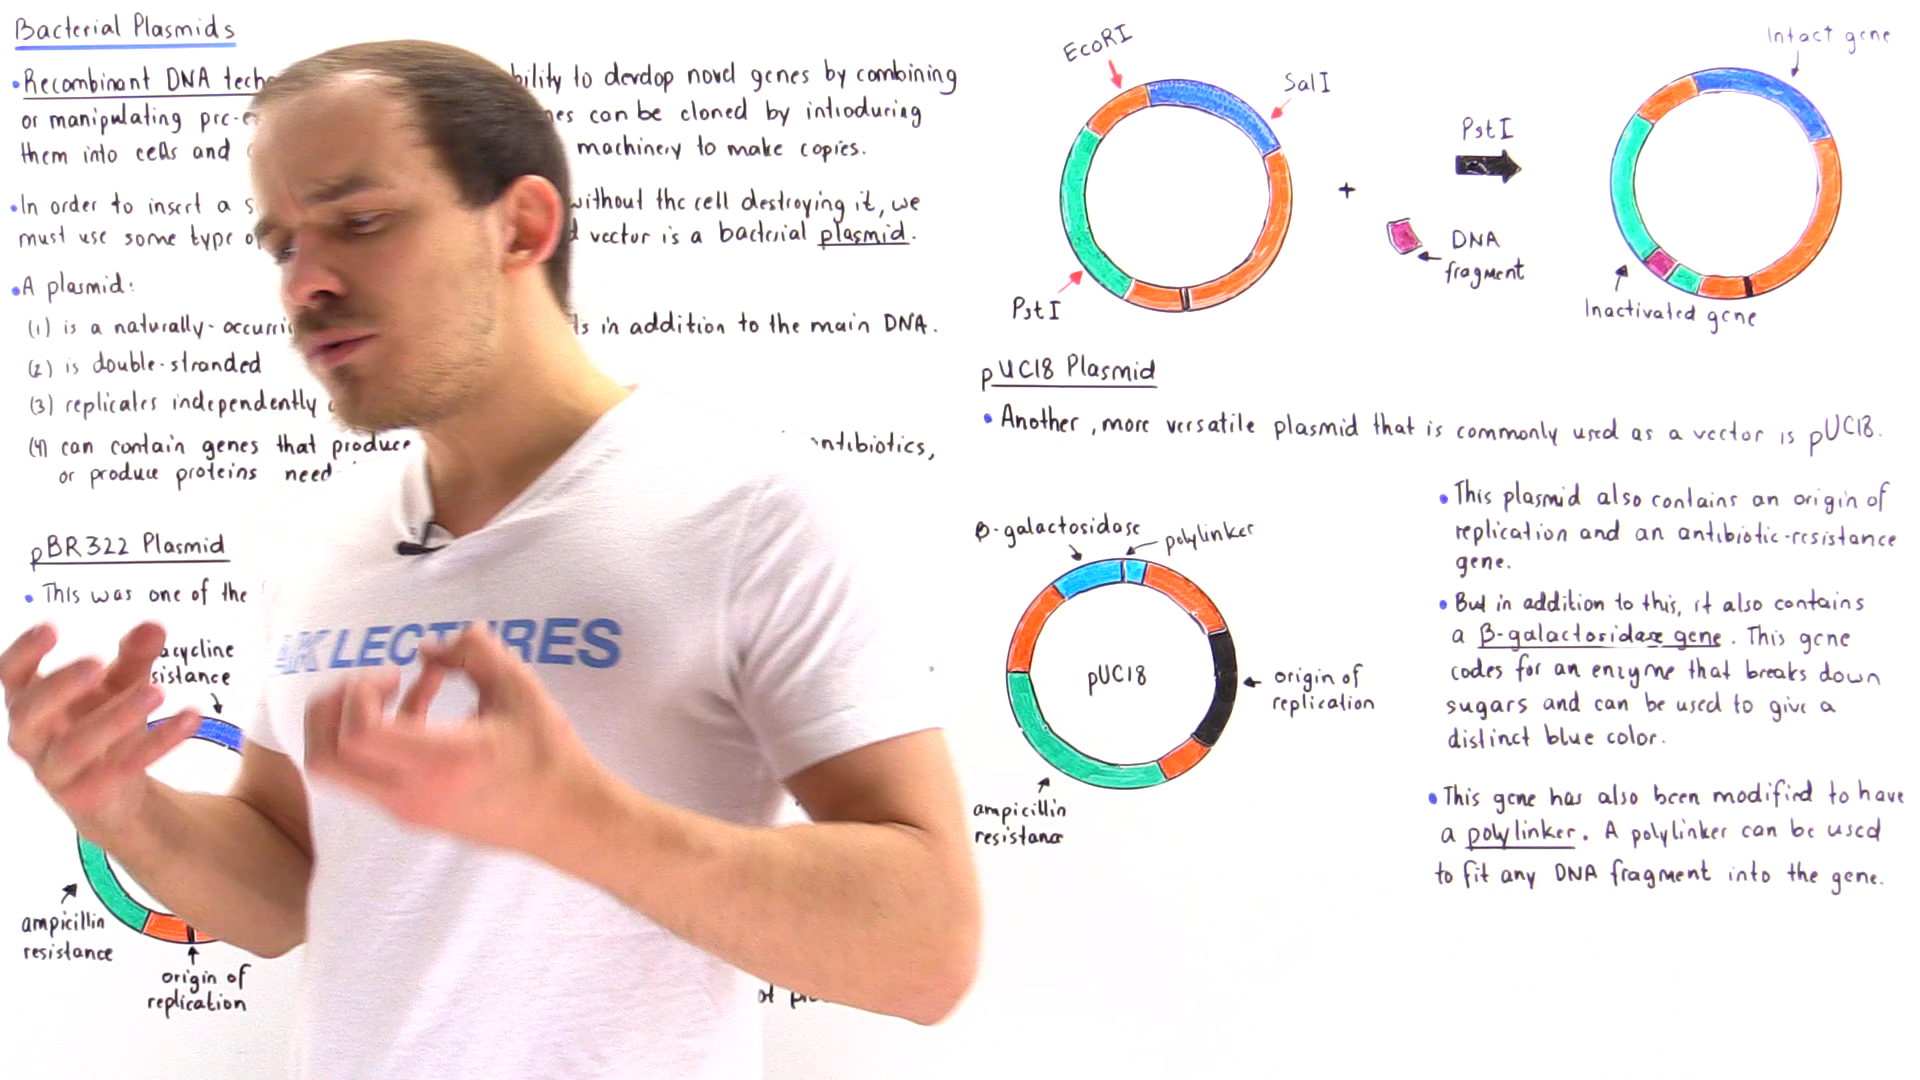 Bacterial Plasmids
• Recombinant DNA tech
bility to develop novel genes by combining
or manipulating pre-e
nes can be cloned by introducing
them into cells and
machinery to make copies.
• In order to insert a s
without the cell destroying it, we
must use some type o
d vector is a bacterial plasmid.
• A plasmid:
(1) is a naturally-occurri
ls in addition to the main DNA.
(2) is double-stranded
(3) replicates independently
(4) can contain genes that produce
antibiotics,
or produce proteins need
pBR322 Plasmid
• This was one of the
acycline
sistance
ampicillin
resistance
origin of
replication
of
AK LECTURES
EcoRI
SalI
PstI
+
PstI
DNA
fragment
Intact gene
Inactivated gene
pUC18 Plasmid
• Another, more versatile plasmid that is commonly used as a vector is pUC18.
β-galactosidase
polylinker
pUC18
origin of
replication
ampicillin
resistance
• This plasmid also contains an origin of
replication and an antibiotic-resistance
gene.
• But in addition to this, it also contains
a β-galactosidase gene. This gene
codes for an enzyme that breaks down
sugars and can be used to give a
distinct blue color.
• This gene has also been modified to have
a polylinker. A polylinker can be used
to fit any DNA fragment into the gene.